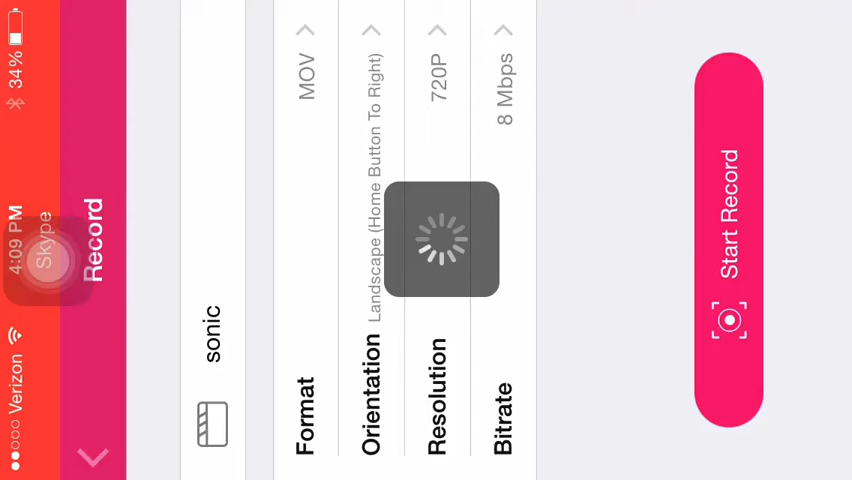 Verizon 4:09 PM 34%
Skype
Record
sonic
Format MOV
Orientation Landscape (Home Button To Right)
Resolution 720P
Bitrate 8 Mbps
Start Record